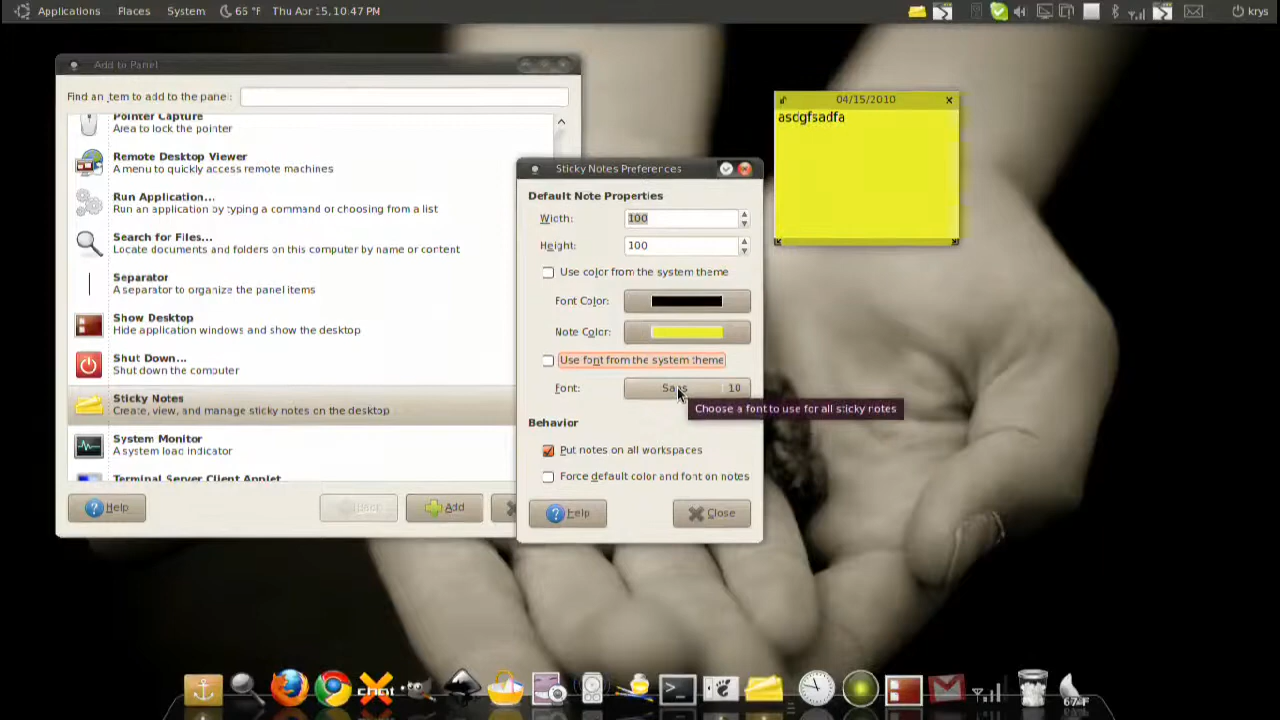 Applications Places System 65 °F Thu Apr 15, 10:47 PM krys
Add to Panel
Find an item to add to the panel:
Pointer Capture
Area to lock the pointer
Remote Desktop Viewer
A menu to quickly access remote machines
Run Application...
Run an application by typing a command or choosing from a list
Search for Files...
Locate documents and folders on this computer by name or content
Separator
A separator to organize the panel items
Show Desktop
Hide application windows and show the desktop
Shut Down...
Shut down the computer
Sticky Notes
Create, view, and manage sticky notes on the desktop
System Monitor
A system load indicator
Terminal Server Client Applet
Help Back Add
Sticky Notes Preferences
Default Note Properties
Width: 100
Height: 100
Use color from the system theme
Font Color:
Note Color:
Use font from the system theme
Font: Sans 10
Choose a font to use for all sticky notes
Behavior
Put notes on all workspaces
Force default color and font on notes
Help Close
04/15/2010
asdgfsadfa
67°F